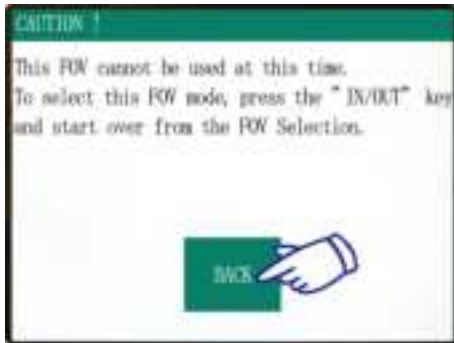 CAUTION !
This FOV cannot be used at this time.
To select this FOV mode, press the " IN/OUT" key
and start over from the FOV Selection.
BACK